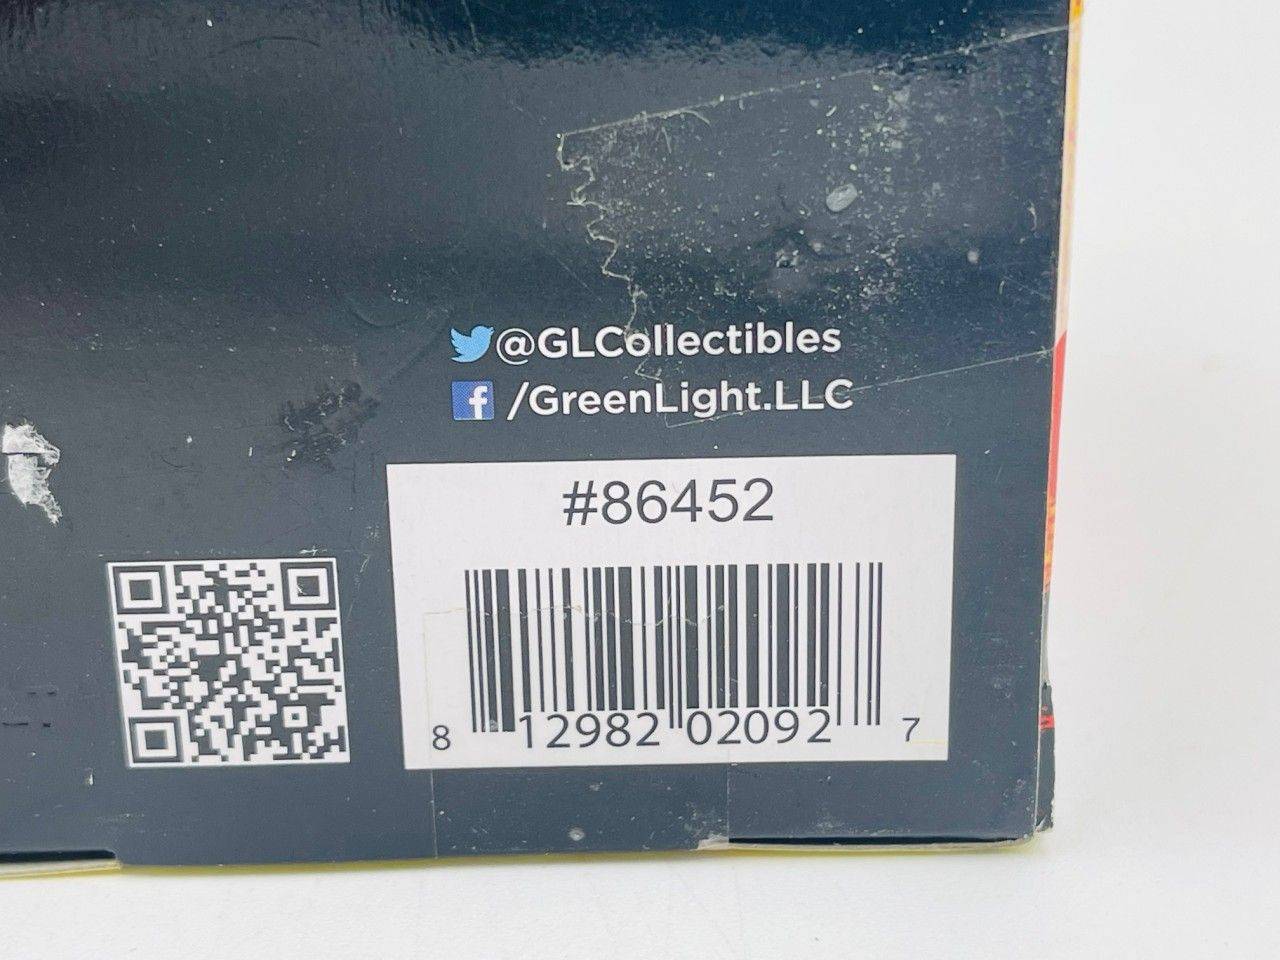 @GLCollectibles
/GreenLight.LLC
#86452
8 12982 02092 7